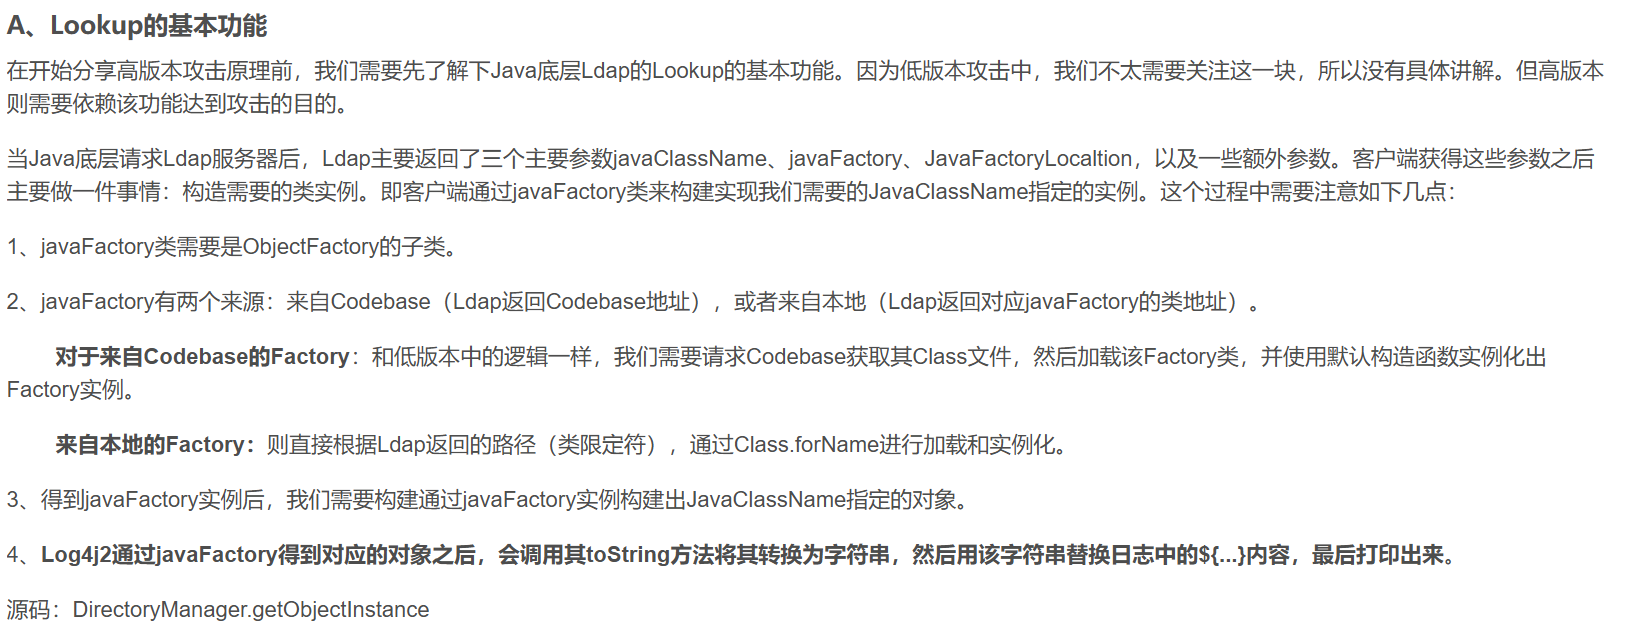 A、Lookup的基本功能
在开始分享高版本攻击原理前，我们需要先了解下Java底层Ldap的Lookup的基本功能。因为低版本攻击中，我们不太需要关注这一块，所以没有具体讲解。但高版本
则需要依赖该功能达到攻击的目的。
当Java底层请求Ldap服务器后，Ldap主要返回了三个主要参数javaClassName、javaFactory、JavaFactoryLocaltion，以及一些额外参数。客户端获得这些参数之后
主要做一件事情：构造需要的类实例。即客户端通过javaFactory类来构建实现我们需要的JavaClassName指定的实例。这个过程中需要注意如下几点：
1、javaFactory类需要是ObjectFactory的子类。
2、javaFactory有两个来源：来自Codebase（Ldap返回Codebase地址），或者来自本地（Ldap返回对应javaFactory的类地址）。
对于来自Codebase的Factory：和低版本中的逻辑一样，我们需要请求Codebase获取其Class文件，然后加载该Factory类，并使用默认构造函数实例化出
Factory实例。
来自本地的Factory：则直接根据Ldap返回的路径（类限定符），通过Class.forName进行加载和实例化。
3、得到javaFactory实例后，我们需要构建通过javaFactory实例构建出JavaClassName指定的对象。
4、Log4j2通过javaFactory得到对应的对象之后，会调用其toString方法将其转换为字符串，然后用该字符串替换日志中的${...}内容，最后打印出来。
源码：DirectoryManager.getObjectInstance